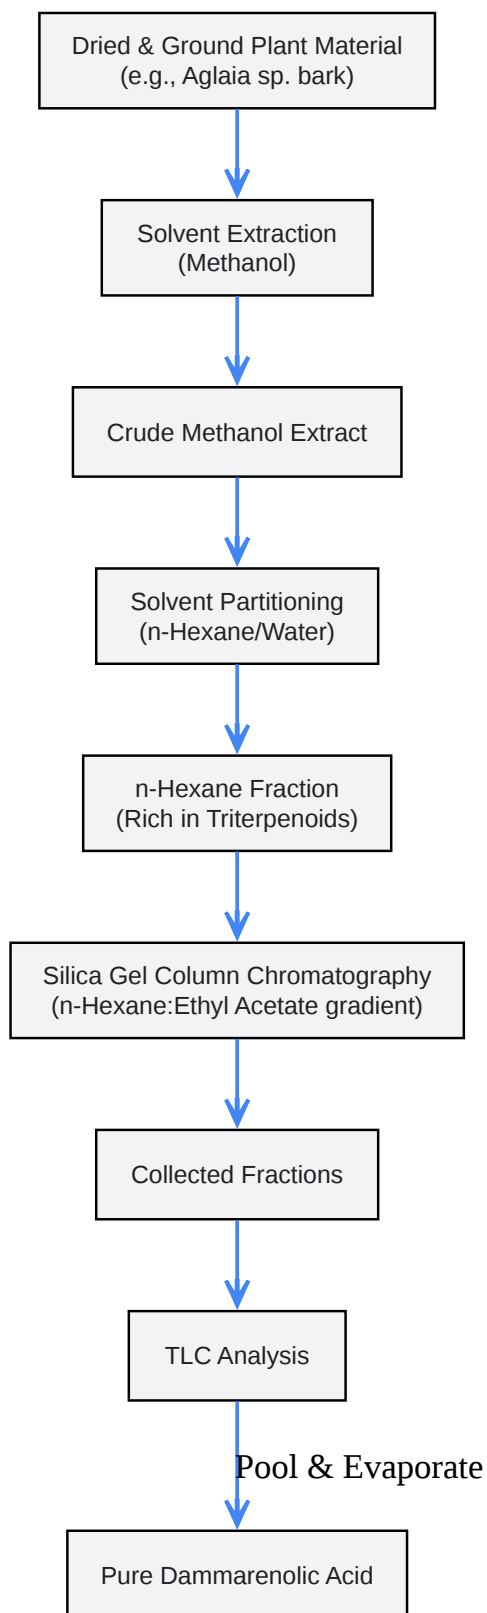 Dried & Ground Plant Material
(e.g., Aglaia sp. bark)
Solvent Extraction
(Methanol)
Crude Methanol Extract
Solvent Partitioning
(n-Hexane/Water)
n-Hexane Fraction
(Rich in Triterpenoids)
Silica Gel Column Chromatography
(n-Hexane:Ethyl Acetate gradient)
Collected Fractions
TLC Analysis
Pool & Evaporate
Pure Dammarenolic Acid